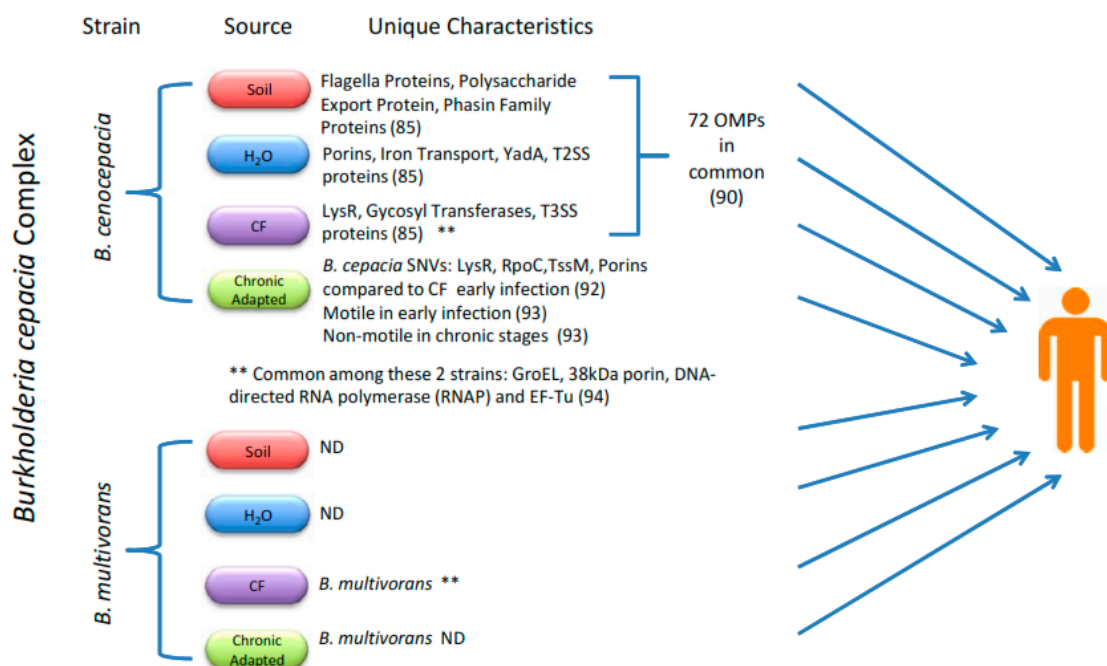 Strain Source Unique Characteristics
Burkholderia cepacia Complex
B. cenocepacia
Soil
Flagella Proteins, Polysaccharide
Export Protein, Phasin Family
Proteins (85)
H₂O
Porins, Iron Transport, YadA, T2SS
proteins (85)
CF
LysR, Gycosyl Transferases, T3SS
proteins (85) **
72 OMPs
in
common
(90)
Chronic
Adapted
B. cepacia SNVs: LysR, RpoC,TssM, Porins
compared to CF early infection (92)
Motile in early infection (93)
Non-motile in chronic stages (93)
** Common among these 2 strains: GroEL, 38kDa porin, DNA-
directed RNA polymerase (RNAP) and EF-Tu (94)
B. multivorans
Soil
ND
H₂O
ND
CF
B. multivorans **
Chronic
Adapted
B. multivorans ND